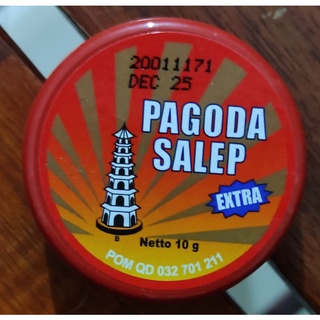 20011171
DEC 25
PAGODA
SALEP
EXTRA
B
Netto 10 g
POM QD 032 701 211